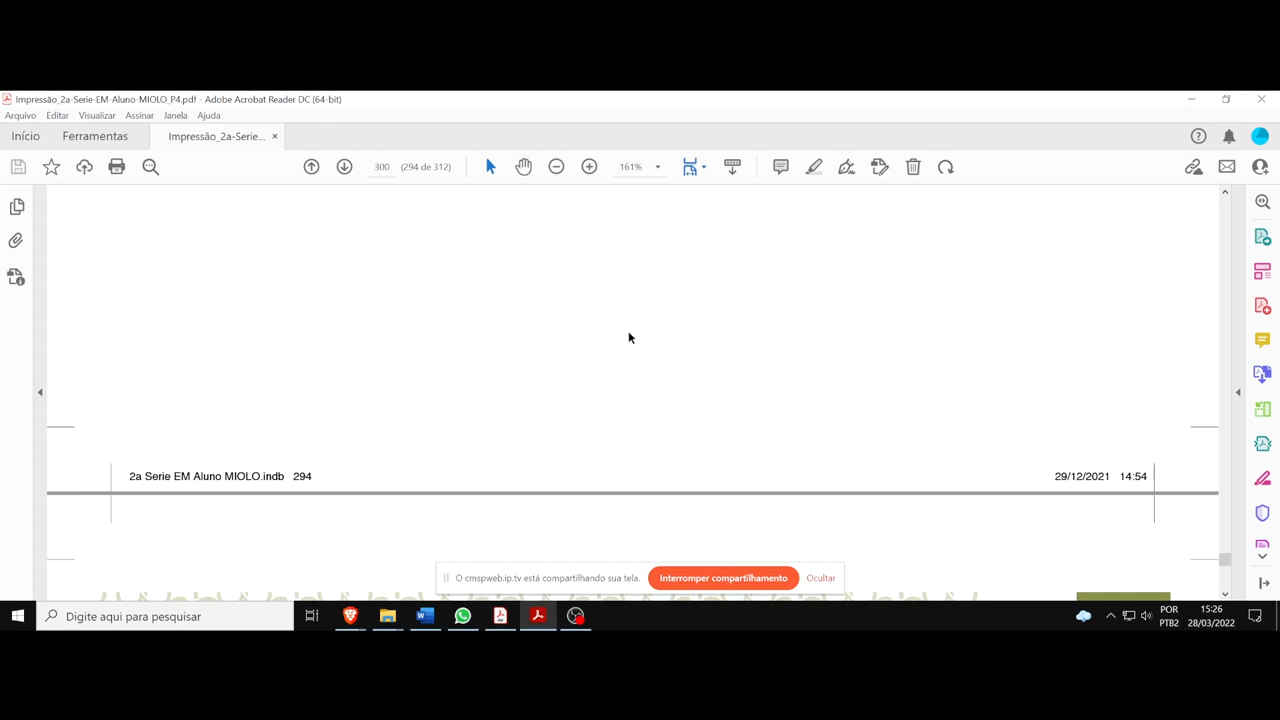 Impressão_2a-Serie-EM-Aluno-MIOLO_P4.pdf - Adobe Acrobat Reader DC (64-bit)
Arquivo Editar Visualizar Assinar Janela Ajuda
Início Ferramentas Impressão_2a-Serie... ×
300 (294 de 312) 161%
2a Serie EM Aluno MIOLO.indb 294 29/12/2021 14:54
O cmspweb.ip.tv está compartilhando sua tela. Interromper compartilhamento Ocultar
Digite aqui para pesquisar
POR 15:26
PTB2 28/03/2022